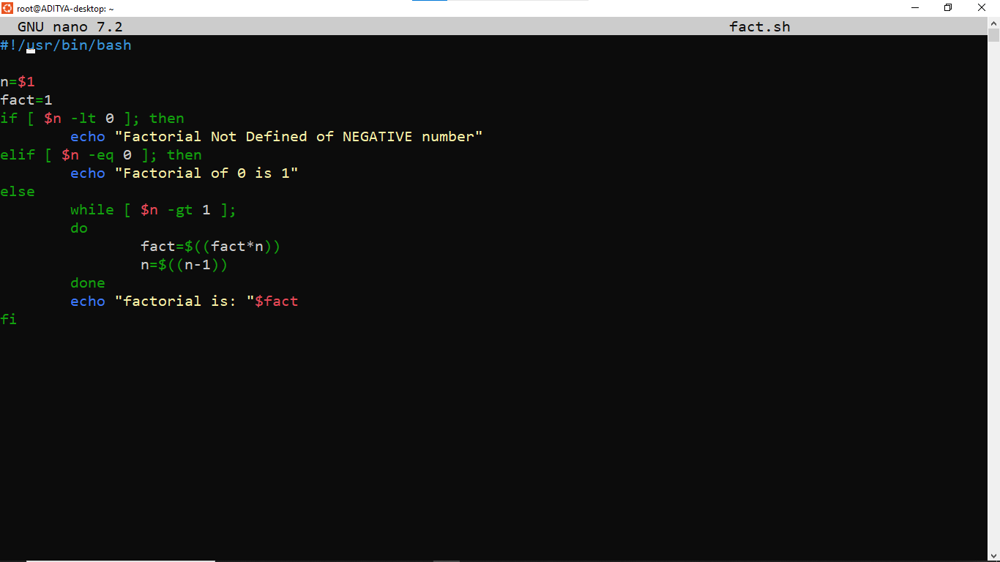 root@ADITYA-desktop: ~
GNU nano 7.2 fact.sh
#!/usr/bin/bash

n=$1
fact=1
if [ $n -lt 0 ]; then
        echo "Factorial Not Defined of NEGATIVE number"
elif [ $n -eq 0 ]; then
        echo "Factorial of 0 is 1"
else
        while [ $n -gt 1 ];
        do
                fact=$((fact*n))
                n=$((n-1))
        done
        echo "factorial is: "$fact
fi